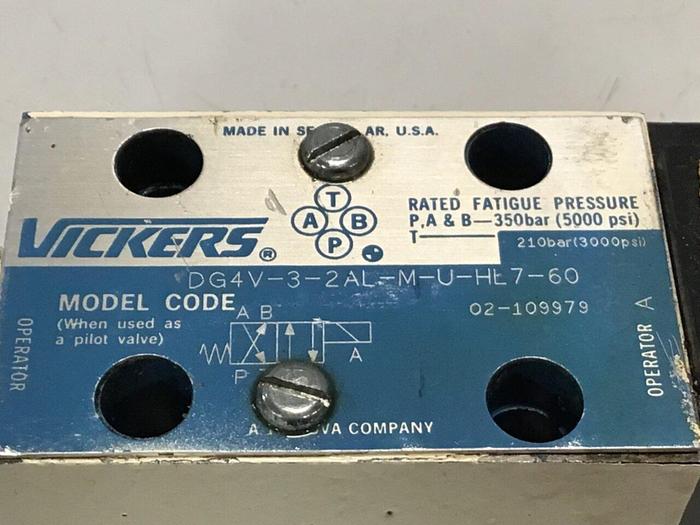 MADE IN SE AR, U.S.A.
T
A B
P
VICKERS®
RATED FATIGUE PRESSURE
P,A & B—350bar (5000 psi)
T— 210bar(3000psi)
DG4V-3-2AL-M-U-HL7-60
MODEL CODE
02-109979
(When used as
a pilot valve)
A B
A
P
OPERATOR
OPERATOR A
A VA COMPANY